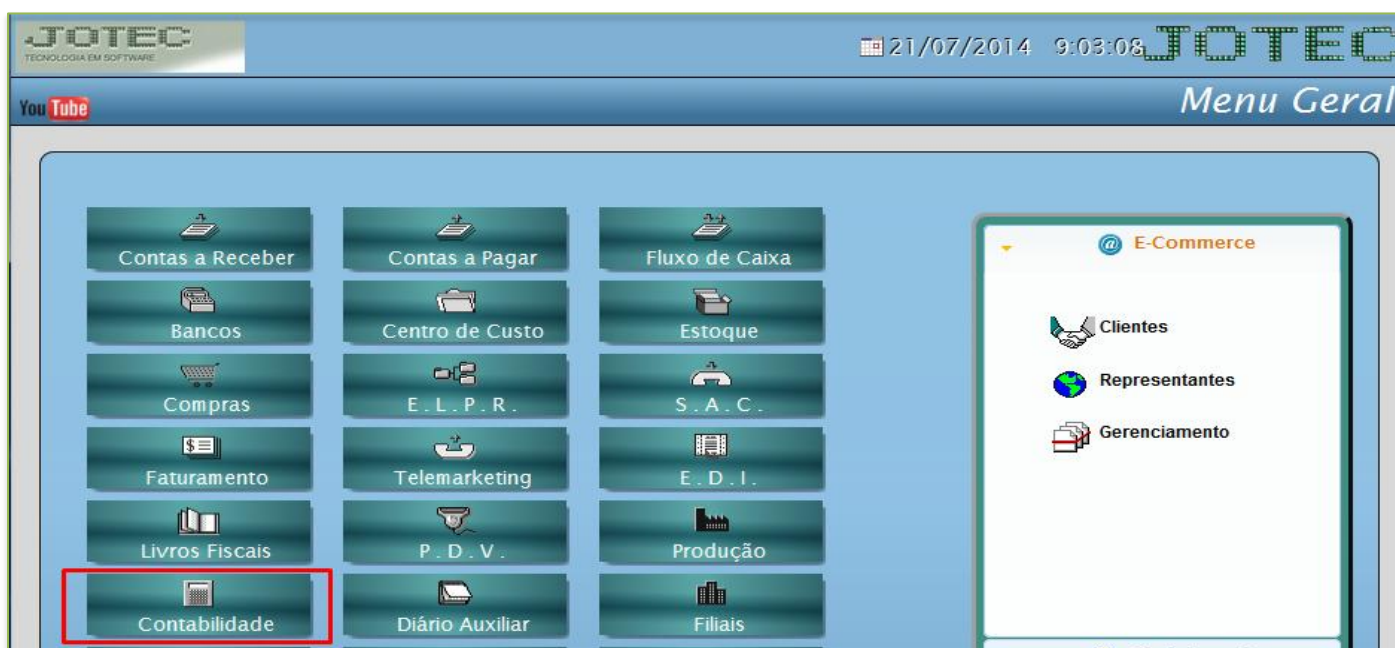 JOTEC
TECNOLOGIA EM SOFTWARE
21/07/2014 9:03:08
JOTEC
YouTube
Menu Geral
Contas a Receber
Contas a Pagar
Fluxo de Caixa
E-Commerce
Bancos
Centro de Custo
Estoque
Clientes
Compras
E.L.P.R.
S.A.C.
Representantes
Faturamento
Telemarketing
E.D.I.
Gerenciamento
Livros Fiscais
P.D.V.
Produção
Contabilidade
Diário Auxiliar
Filiais